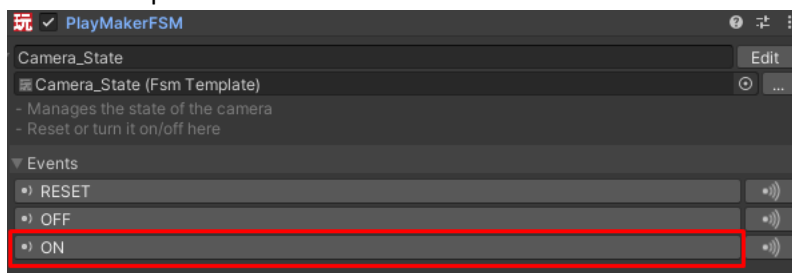 玩 PlayMakerFSM
Camera_State Edit
Camera_State (Fsm Template) ...
- Manages the state of the camera
- Reset or turn it on/off here
Events
RESET
OFF
ON